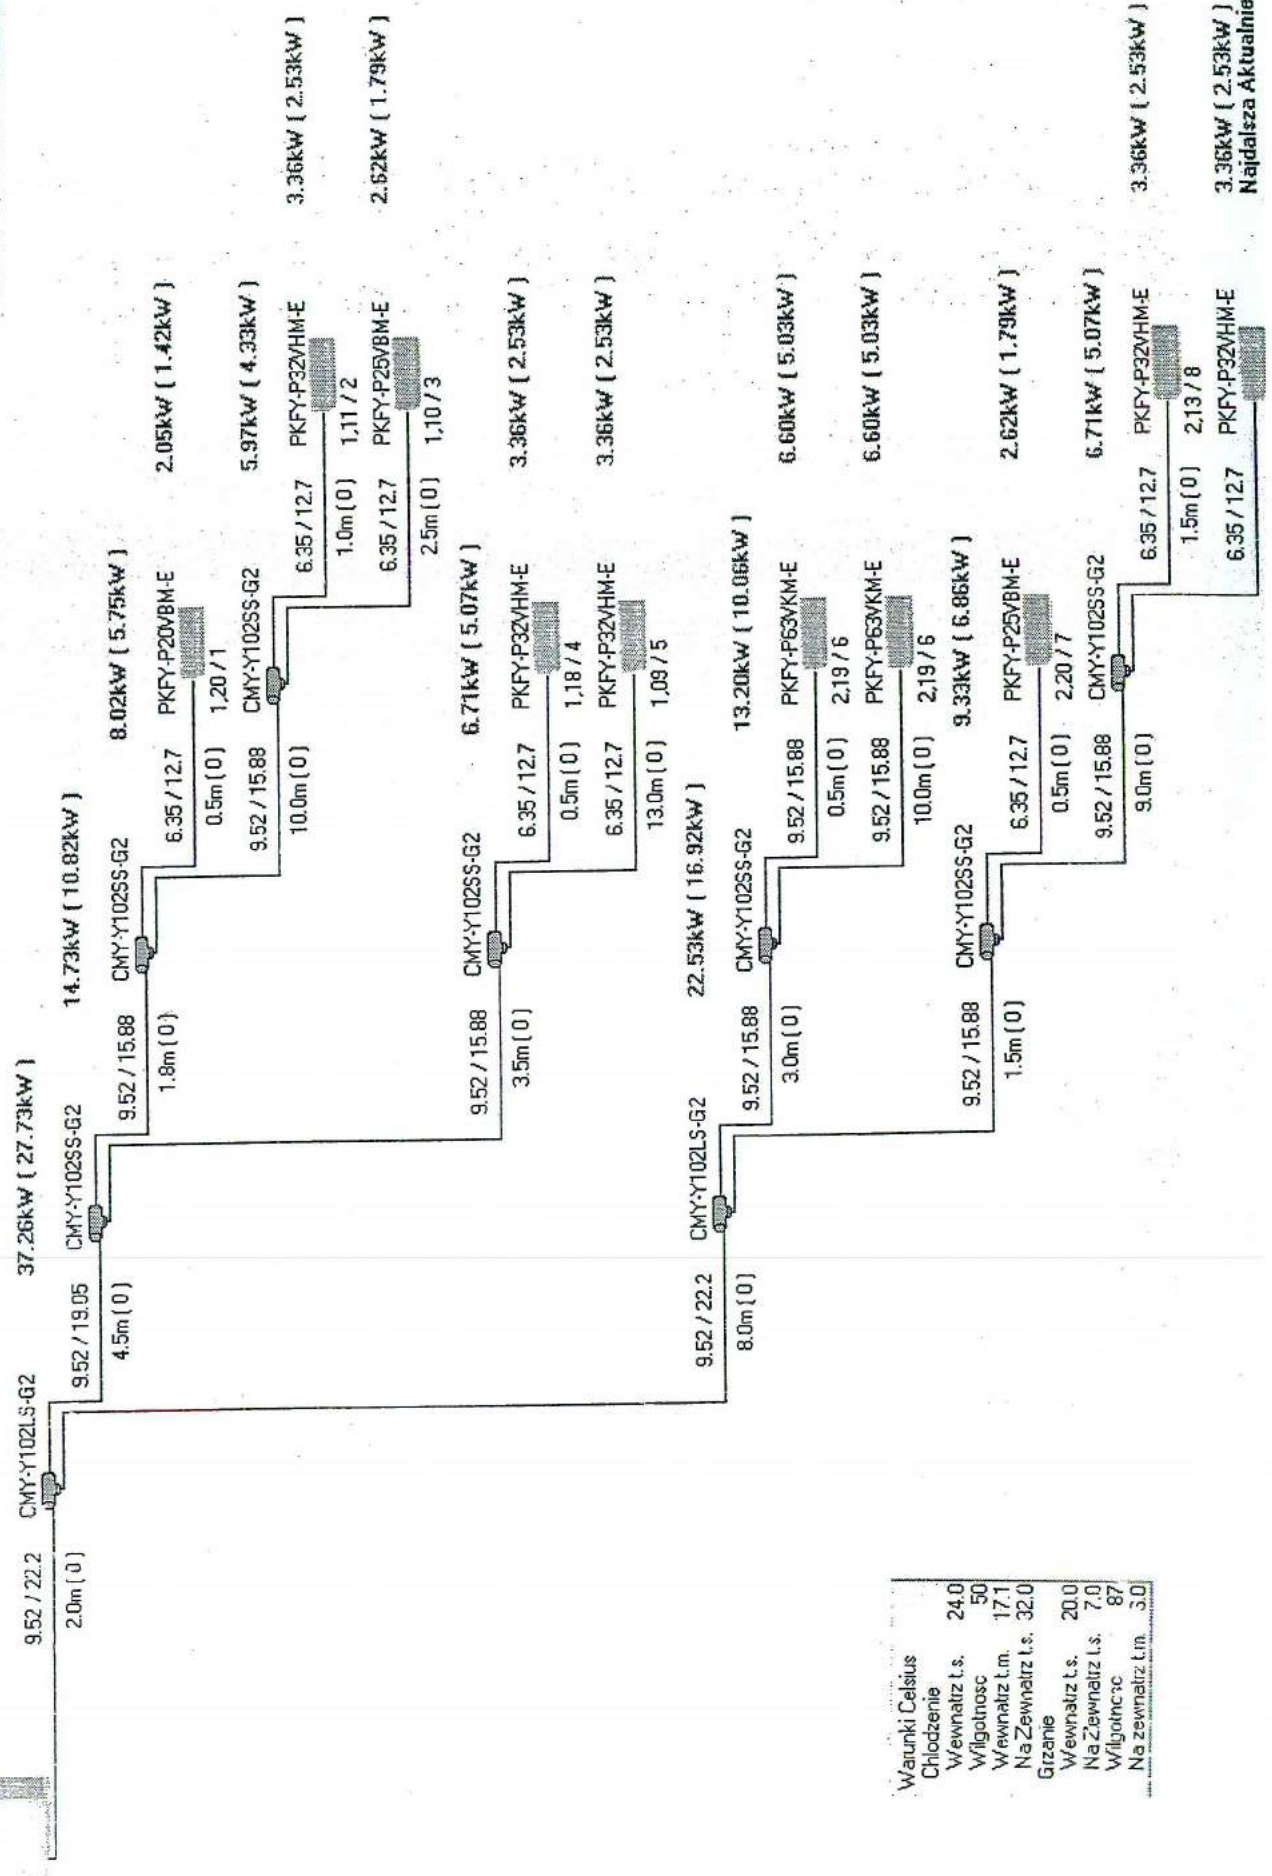 37.26kW ( 27.73kW )
9.52 / 22.2
CMY-Y102LS-G2
2.0m [ 0 ]
14.73kW ( 10.82kW )
9.52 / 19.05
CMY-Y102SS-G2
4.5m [ 0 ]
8.02kW ( 5.75kW )
9.52 / 15.88
CMY-Y102SS-G2
1.8m [ 0 ]
2.05kW ( 1.42kW )
6.35 / 12.7
PKFY-P20VBM-E
0.5m [ 0 ]
1,20 / 1
5.97kW ( 4.33kW )
9.52 / 15.88
CMY-Y102SS-G2
10.0m [ 0 ]
3.36kW ( 2.53kW )
6.35 / 12.7
PKFY-P32VHM-E
1.0m [ 0 ]
1,11 / 2
2.62kW ( 1.79kW )
6.35 / 12.7
PKFY-P25VBM-E
2.5m [ 0 ]
1,10 / 3
6.71kW ( 5.07kW )
9.52 / 15.88
CMY-Y102SS-G2
3.5m [ 0 ]
3.36kW ( 2.53kW )
6.35 / 12.7
PKFY-P32VHM-E
0.5m [ 0 ]
1,18 / 4
3.36kW ( 2.53kW )
6.35 / 12.7
PKFY-P32VHM-E
13.0m [ 0 ]
1,09 / 5
22.53kW ( 16.92kW )
9.52 / 22.2
CMY-Y102LS-G2
8.0m [ 0 ]
13.20kW ( 10.06kW )
9.52 / 15.88
CMY-Y102SS-G2
3.0m [ 0 ]
6.60kW ( 5.03kW )
9.52 / 15.88
PKFY-P63VKM-E
0.5m [ 0 ]
2,19 / 6
6.60kW ( 5.03kW )
9.52 / 15.88
PKFY-P63VKM-E
10.0m [ 0 ]
2,19 / 6
9.33kW ( 6.86kW )
9.52 / 15.88
CMY-Y102SS-G2
1.5m [ 0 ]
2.62kW ( 1.79kW )
6.35 / 12.7
PKFY-P25VBM-E
0.5m [ 0 ]
2,20 / 7
6.71kW ( 5.07kW )
9.52 / 15.88
CMY-Y102SS-G2
9.0m [ 0 ]
3.36kW ( 2.53kW )
6.35 / 12.7
PKFY-P32VHM-E
1.5m [ 0 ]
2,13 / 8
3.36kW ( 2.53kW )
6.35 / 12.7
PKFY-P32VHM-E
Najdalsza Aktualnie
Warunki Celsius
Chlodzenie
Wewnatrz t.s. 24.0
Wilgotnosc 50
Wewnatrz t.m. 17.1
Na Zewnatrz t.s. 32.0
Grzanie
Wewnatrz t.s. 20.0
Na Zewnatrz t.s. 7.0
Wilgotnosc 87
Na zewnatrz t.m. 3.0